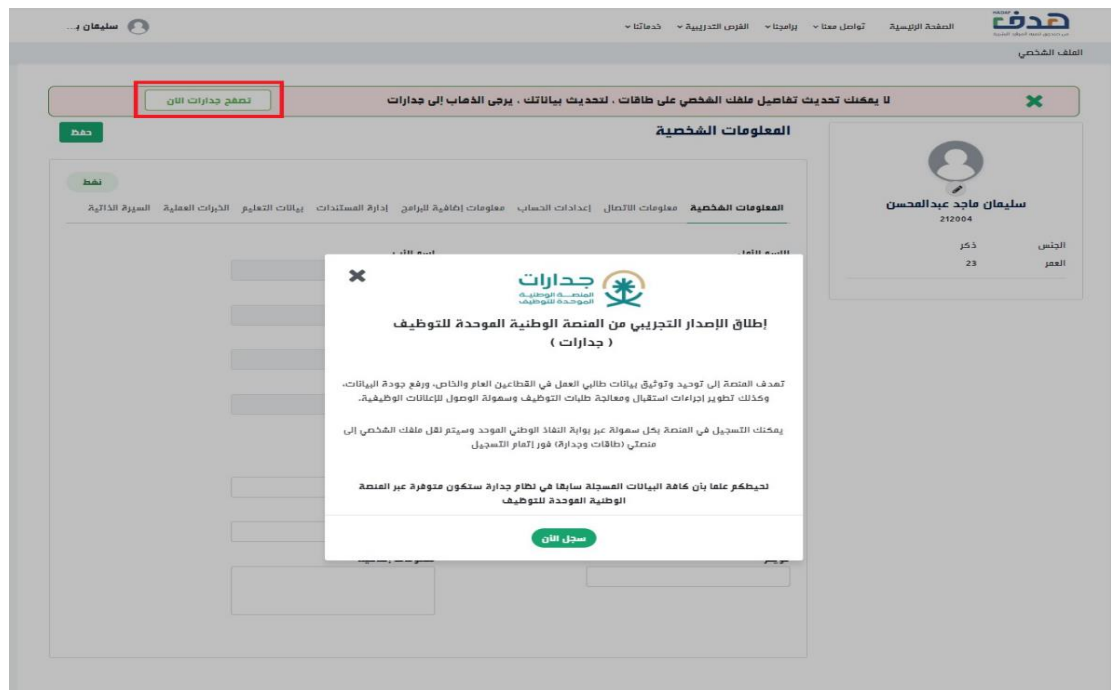 هدف
الصفحة الرئيسية
تواصل معنا
برامجنا
الفرص التدريبية
خدماتنا
سليمان بـ...
الملف الشخصي
لا يمكنك تحديث تفاصيل ملفك الشخصي على طاقات ، لتحديث بياناتك ، يرجى الذهاب إلى جدارات
تصفح جدارات الان
المعلومات الشخصية
حفظ
سليمان ماجد عبدالمحسن
212004
الجنس ذكر
العمر 23
نشط
المعلومات الشخصية
معلومات الاتصال
إعدادات الحساب
معلومات إضافية للبرامج
إدارة المستندات
بيانات التعليم
الخبرات العملية
السيرة الذاتية
جدارات
المنصة الوطنية
الموحدة للتوظيف
إطلاق الإصدار التجريبي من المنصة الوطنية الموحدة للتوظيف
( جدارات )
تهدف المنصة إلى توحيد وتوثيق بيانات طالبي العمل في القطاعين العام والخاص، ورفع جودة البيانات،
وكذلك تطوير إجراءات استقبال ومعالجة طلبات التوظيف وسهولة الوصول للإعلانات الوظيفية.
يمكنك التسجيل في المنصة بكل سهولة عبر بوابة النفاذ الوطني الموحد وسيتم نقل ملفك الشخصي إلى
منصتي (طاقات وجدارة) فور إتمام التسجيل
نحيطكم علما بأن كافة البيانات المسجلة سابقا في نظام جدارة ستكون متوفرة عبر المنصة
الوطنية الموحدة للتوظيف
سجل الآن